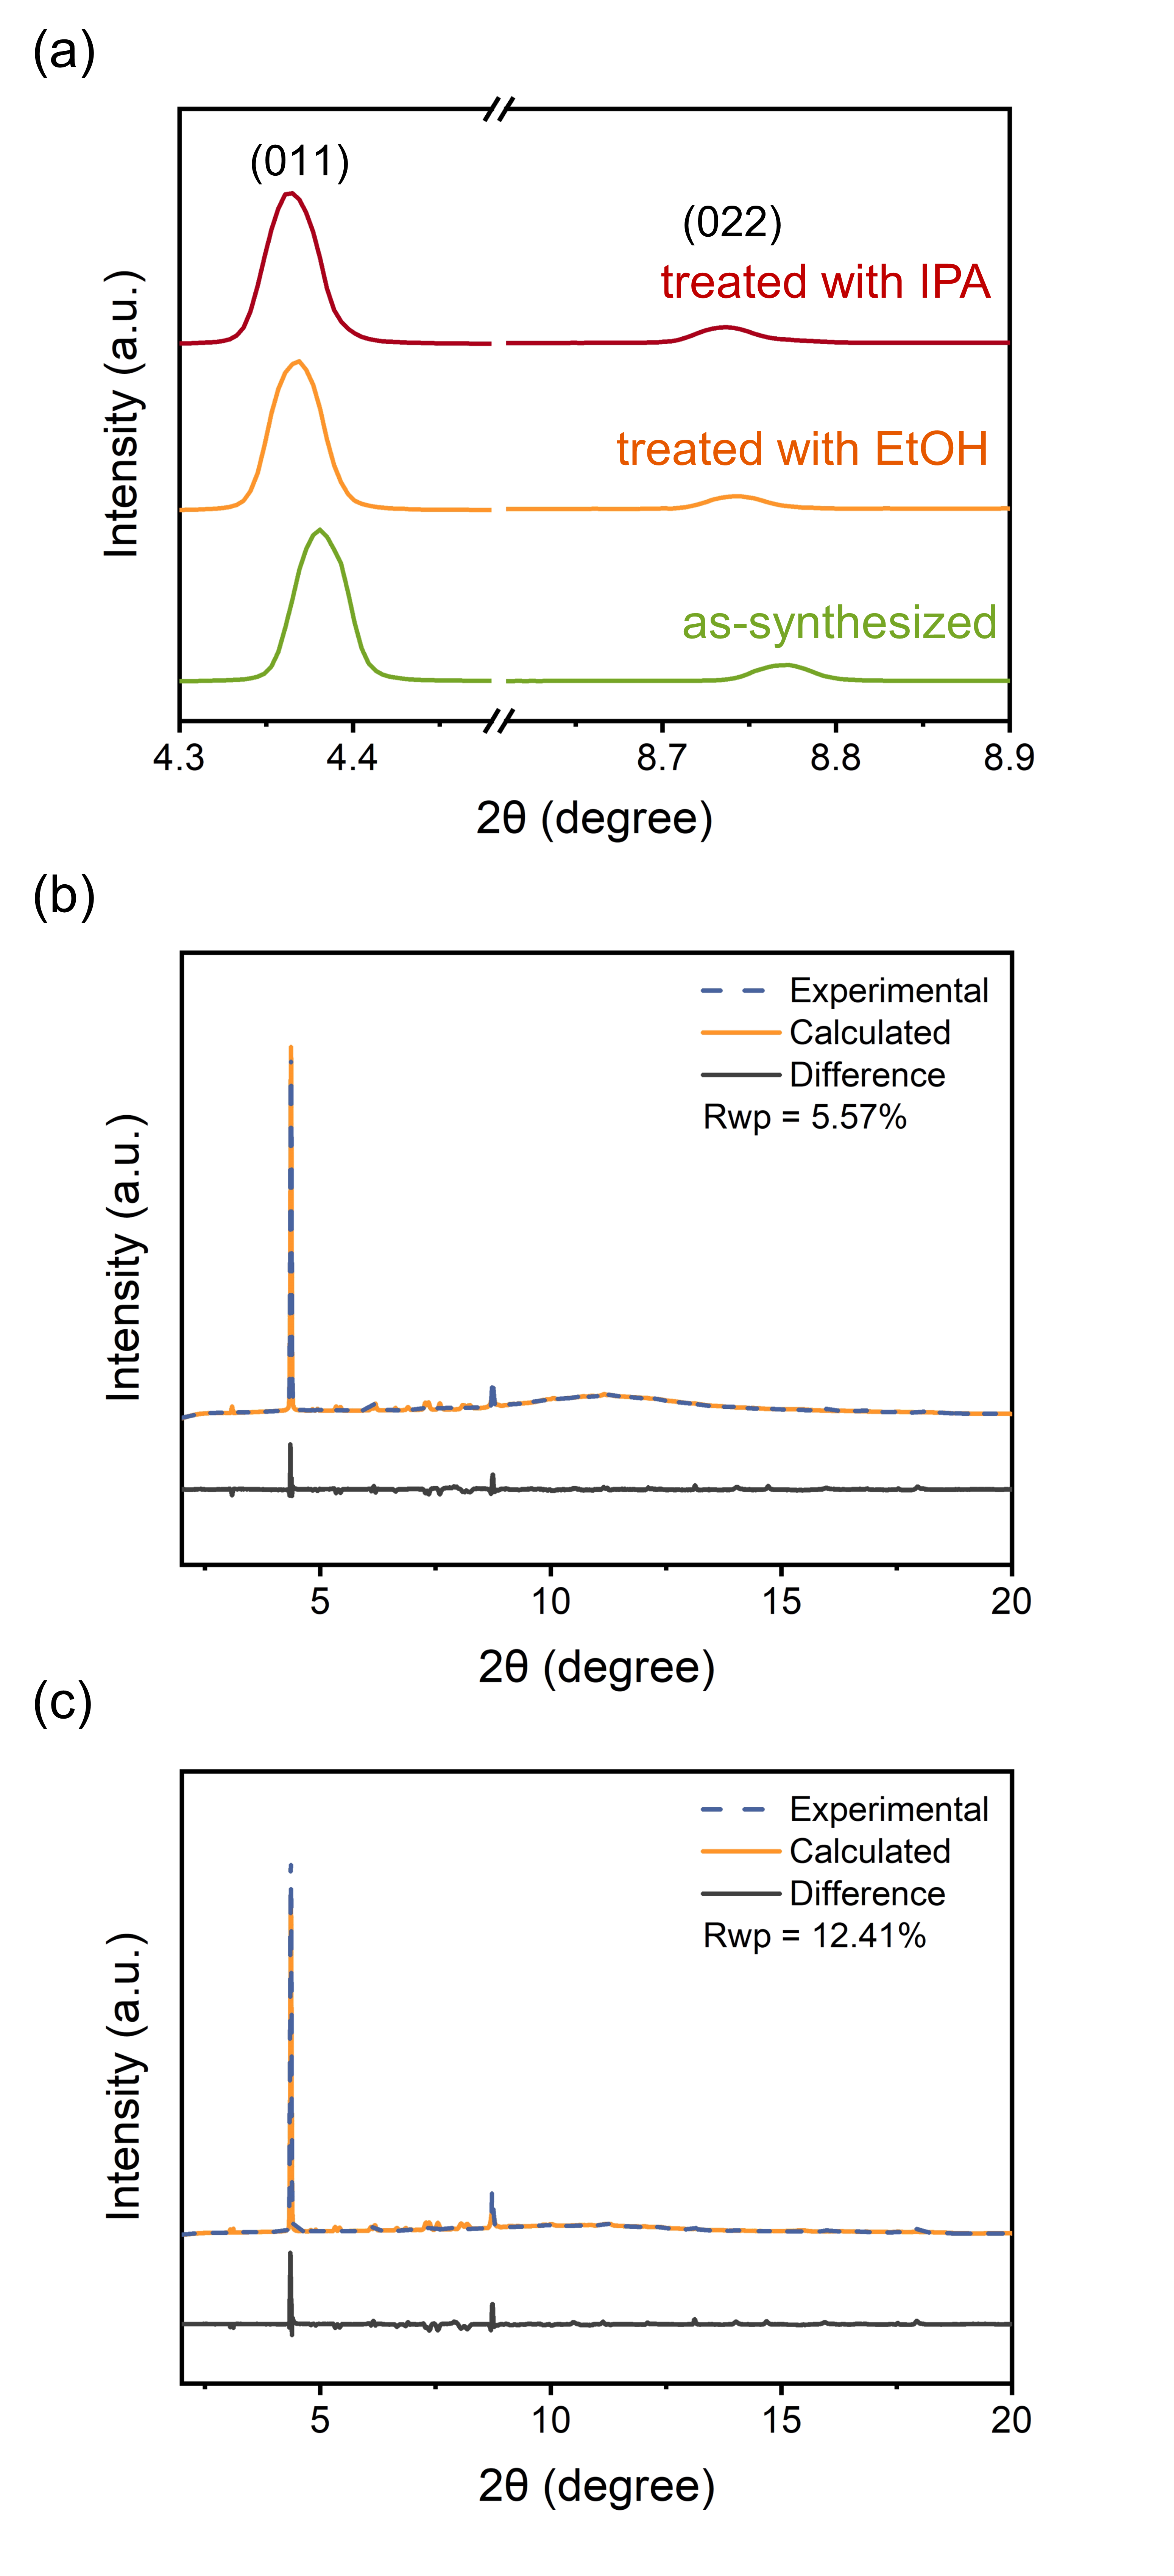 (a)
(011)
(022)
treated with IPA
treated with EtOH
as-synthesized
Intensity (a.u.)
4.3 4.4 8.7 8.8 8.9
2θ (degree)
(b)
Experimental
Calculated
Difference
Rwp = 5.57%
Intensity (a.u.)
5 10 15 20
2θ (degree)
(c)
Experimental
Calculated
Difference
Rwp = 12.41%
Intensity (a.u.)
5 10 15 20
2θ (degree)